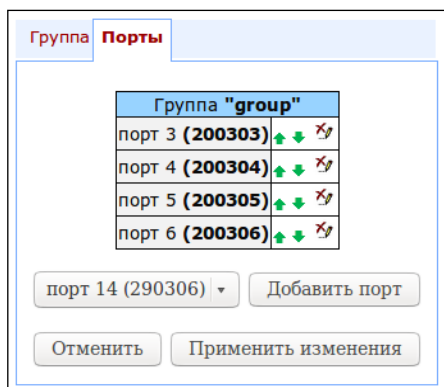 Группа Порты
Группа "group"
порт 3 (200303)
порт 4 (200304)
порт 5 (200305)
порт 6 (200306)
порт 14 (290306) Добавить порт
Отменить Применить изменения